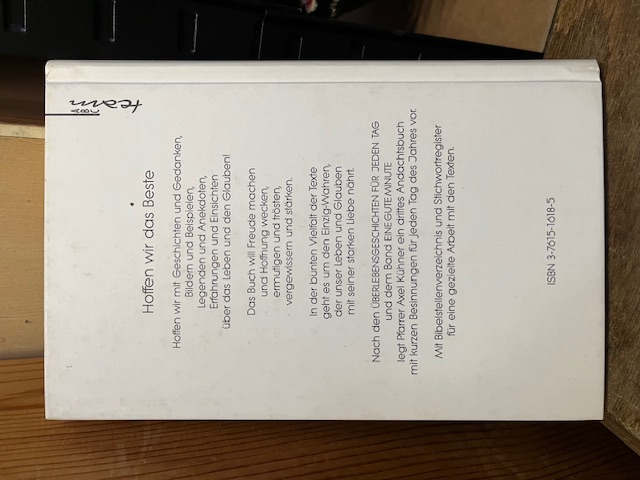 abc
team
Hoffen wir das Beste
Hoffen wir mit Geschichten und Gedanken,
Bildern und Beispielen,
Legenden und Anekdoten,
Erfahrungen und Einsichten
über das Leben und den Glauben!
Das Buch will Freude machen
und Hoffnung wecken,
ermutigen und trösten,
vergewissern und stärken.
In der bunten Vielfalt der Texte
geht es um den Einzig-Wahren,
der unser Leben und Glauben
mit seiner starken Liebe nährt.
Nach den ÜBERLEBENSGESCHICHTEN FÜR JEDEN TAG
und dem Band EINE GUTE MINUTE
legt Pfarrer Axel Kühner ein drittes Andachtsbuch
mit kurzen Besinnungen für jeden Tag des Jahres vor.
Mit Bibelstellenverzeichnis und Stichwortregister
für eine gezielte Arbeit mit den Texten.
ISBN 3-7615-1618-5